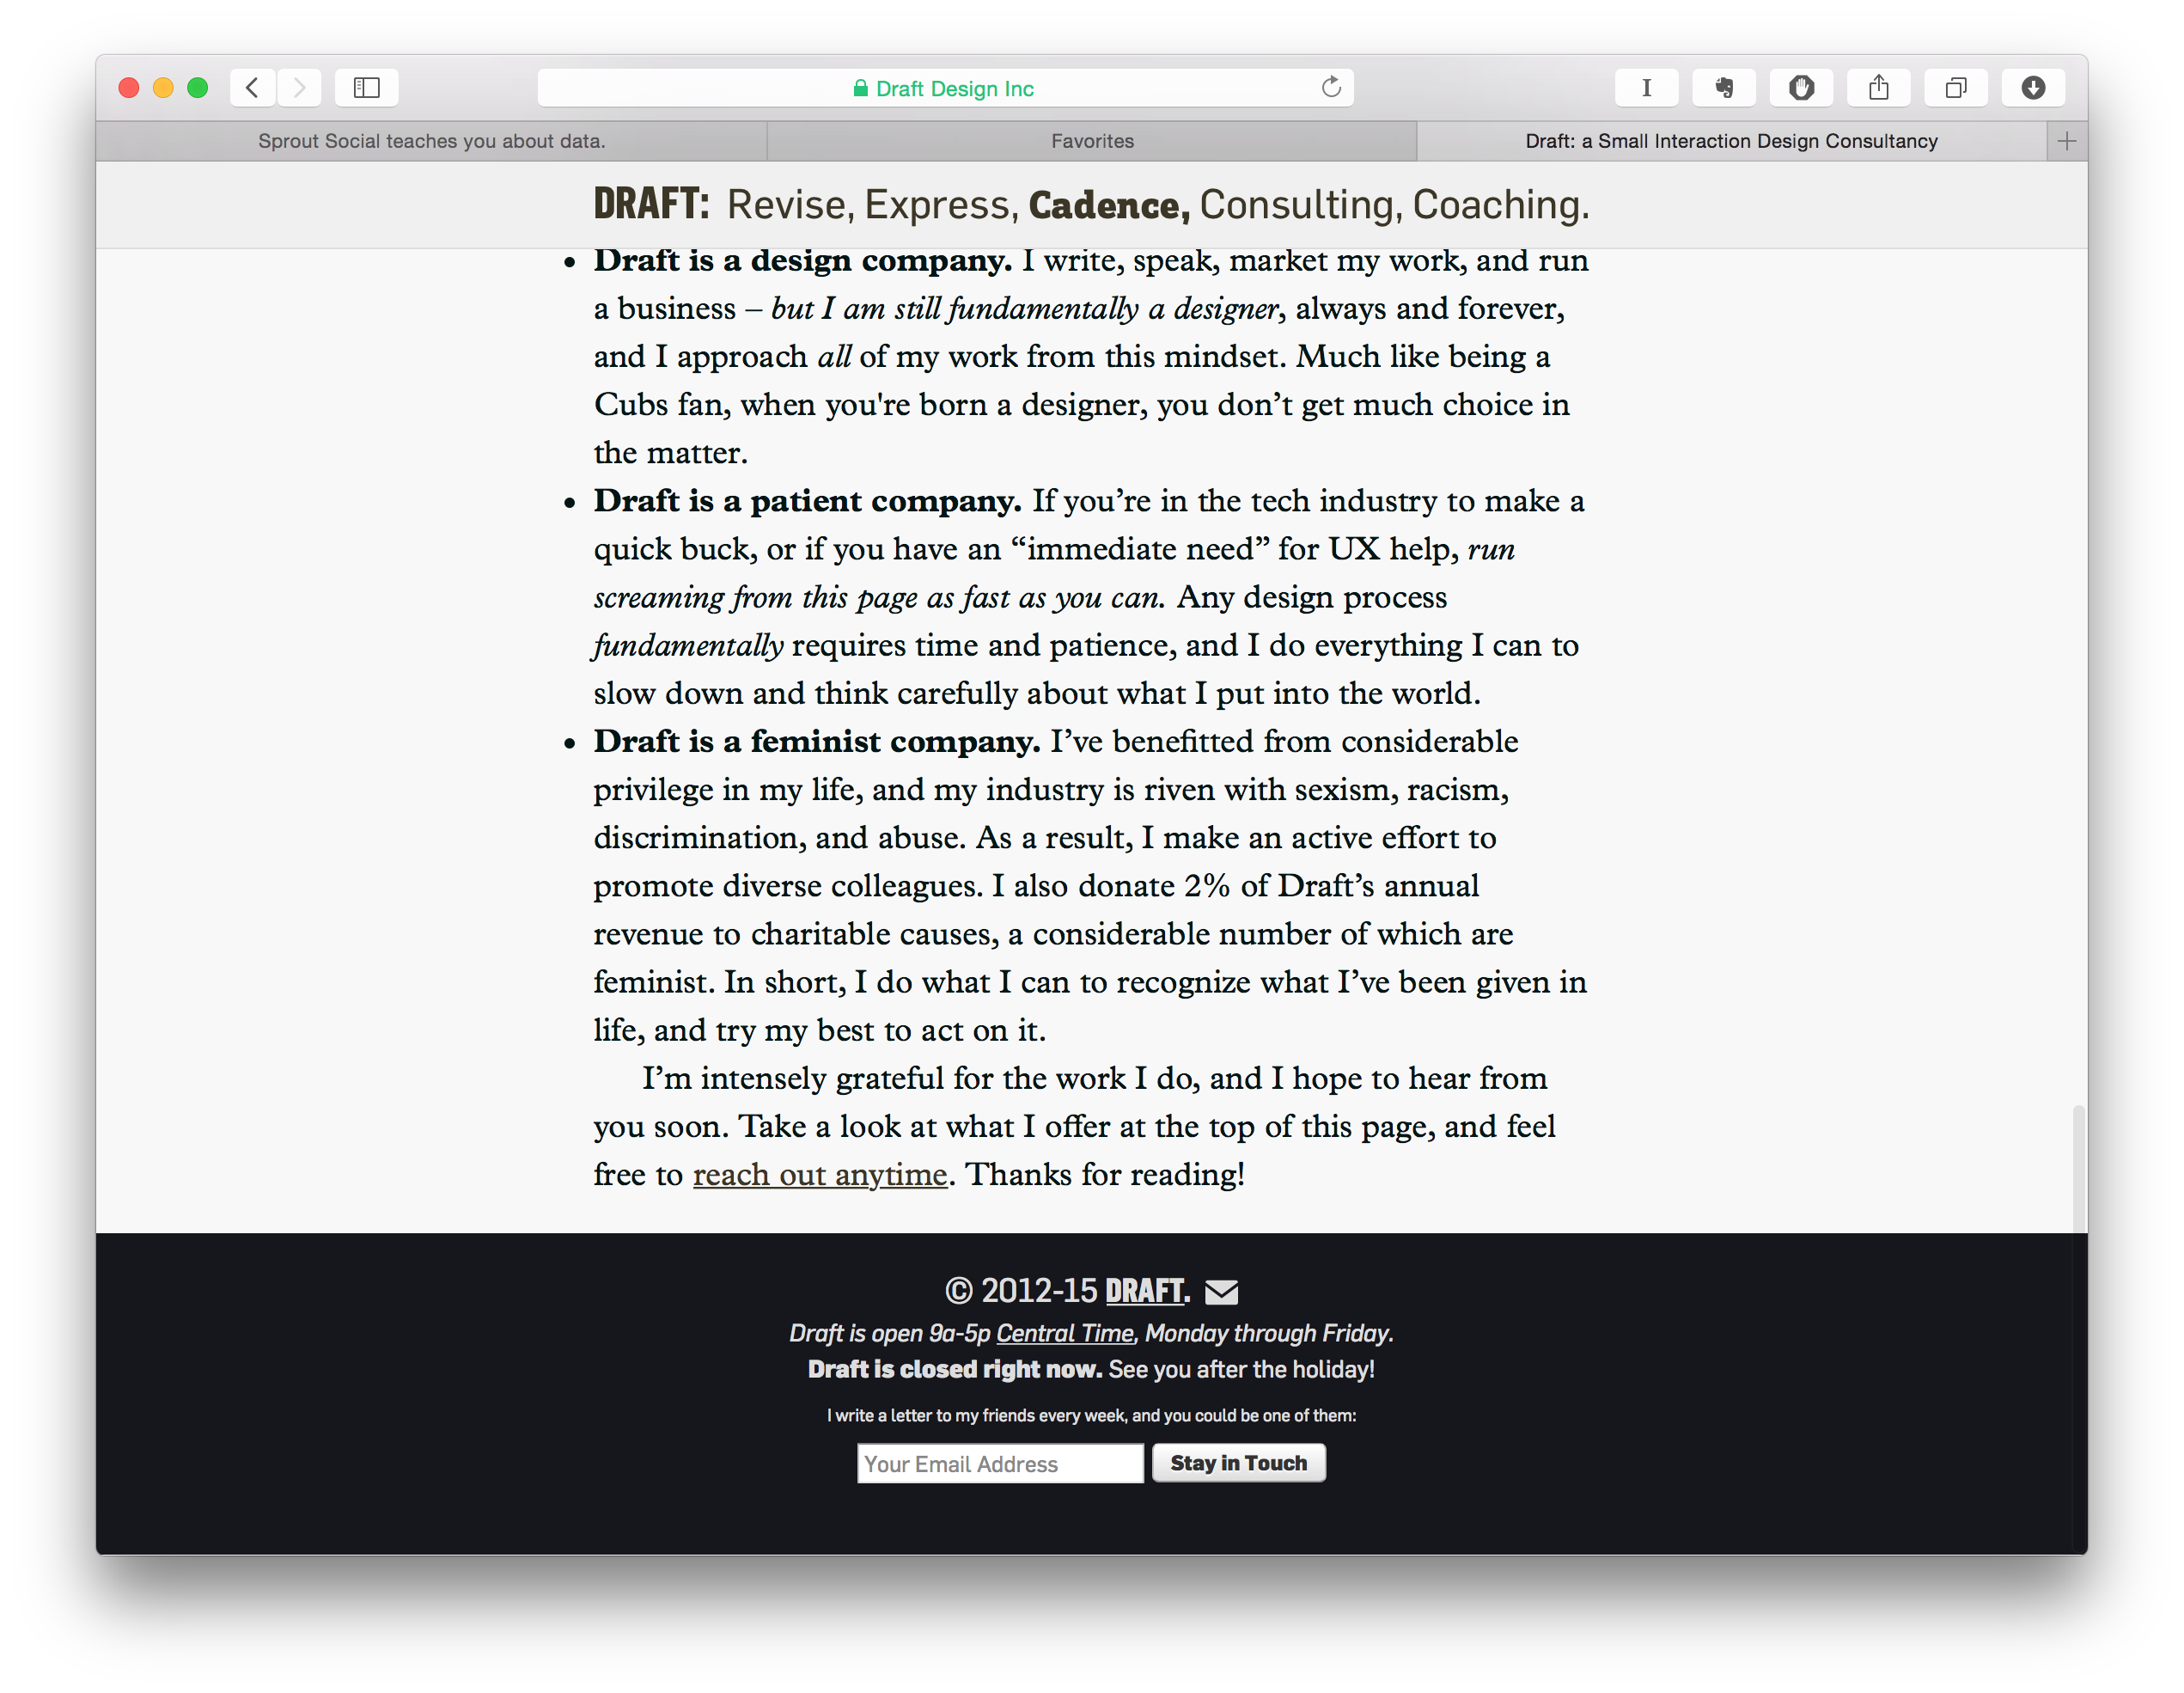 Draft Design Inc
Sprout Social teaches you about data.
Favorites
Draft: a Small Interaction Design Consultancy
DRAFT: Revise, Express, Cadence, Consulting, Coaching.
• Draft is a design company. I write, speak, market my work, and run
a business – but I am still fundamentally a designer, always and forever,
and I approach all of my work from this mindset. Much like being a
Cubs fan, when you're born a designer, you don’t get much choice in
the matter.
• Draft is a patient company. If you’re in the tech industry to make a
quick buck, or if you have an “immediate need” for UX help, run
screaming from this page as fast as you can. Any design process
fundamentally requires time and patience, and I do everything I can to
slow down and think carefully about what I put into the world.
• Draft is a feminist company. I’ve benefitted from considerable
privilege in my life, and my industry is riven with sexism, racism,
discrimination, and abuse. As a result, I make an active effort to
promote diverse colleagues. I also donate 2% of Draft’s annual
revenue to charitable causes, a considerable number of which are
feminist. In short, I do what I can to recognize what I’ve been given in
life, and try my best to act on it.
I’m intensely grateful for the work I do, and I hope to hear from
you soon. Take a look at what I offer at the top of this page, and feel
free to reach out anytime. Thanks for reading!
© 2012-15 DRAFT.
Draft is open 9a-5p Central Time, Monday through Friday.
Draft is closed right now. See you after the holiday!
I write a letter to my friends every week, and you could be one of them:
Your Email Address
Stay in Touch